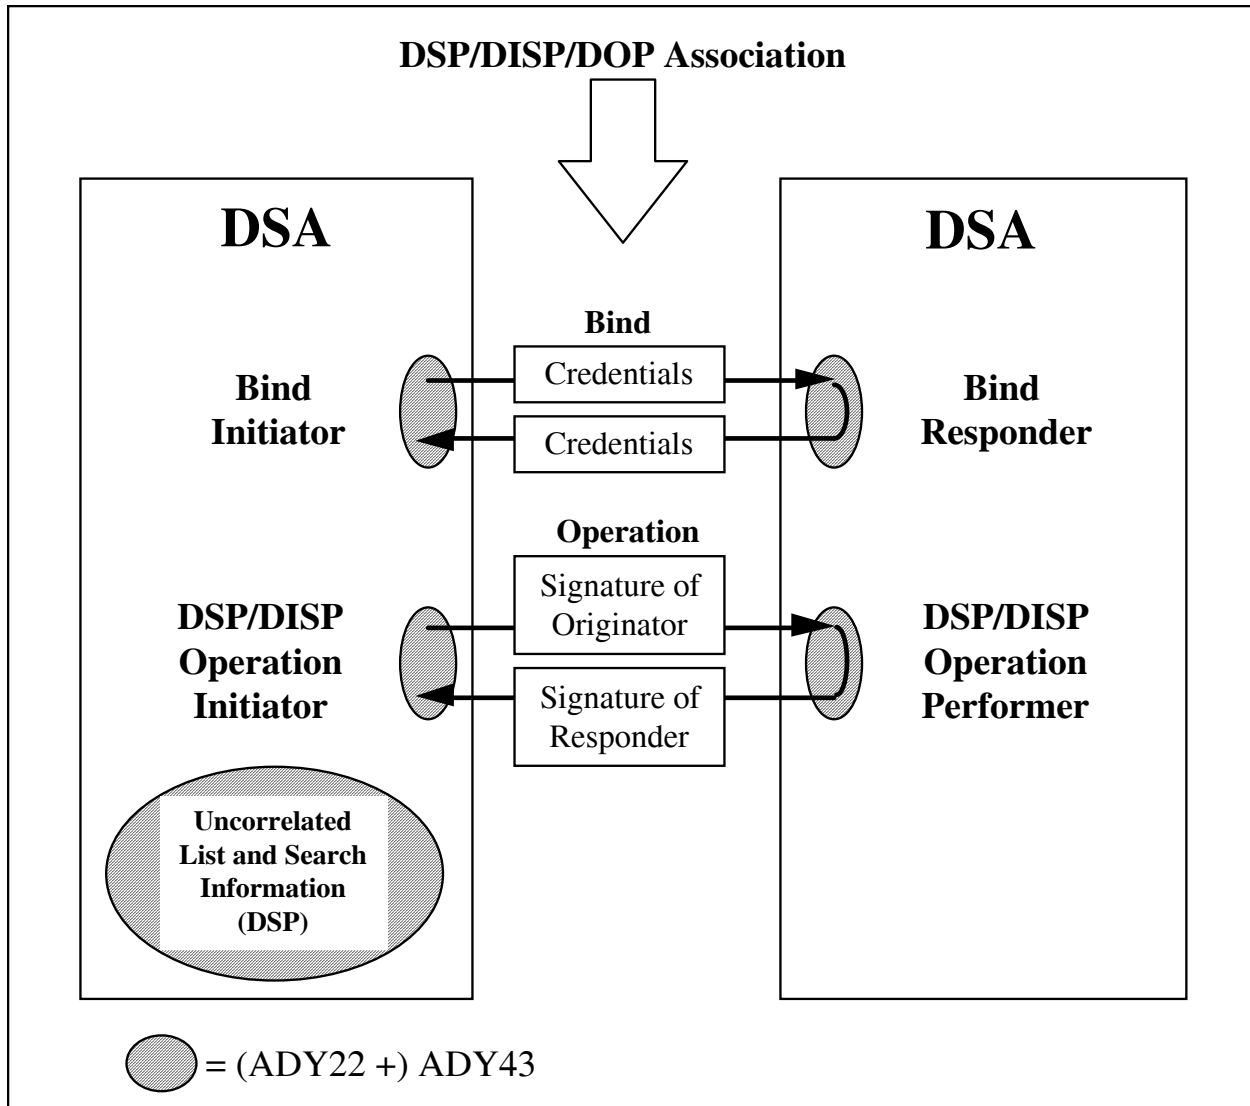 DSP/DISP/DOP Association
DSA
DSA
Bind
Bind
Initiator
Credentials
Credentials
Bind
Responder
Operation
DSP/DISP
Operation
Initiator
Signature of
Originator
Signature of
Responder
DSP/DISP
Operation
Performer
Uncorrelated
List and Search
Information
(DSP)
= (ADY22 +) ADY43